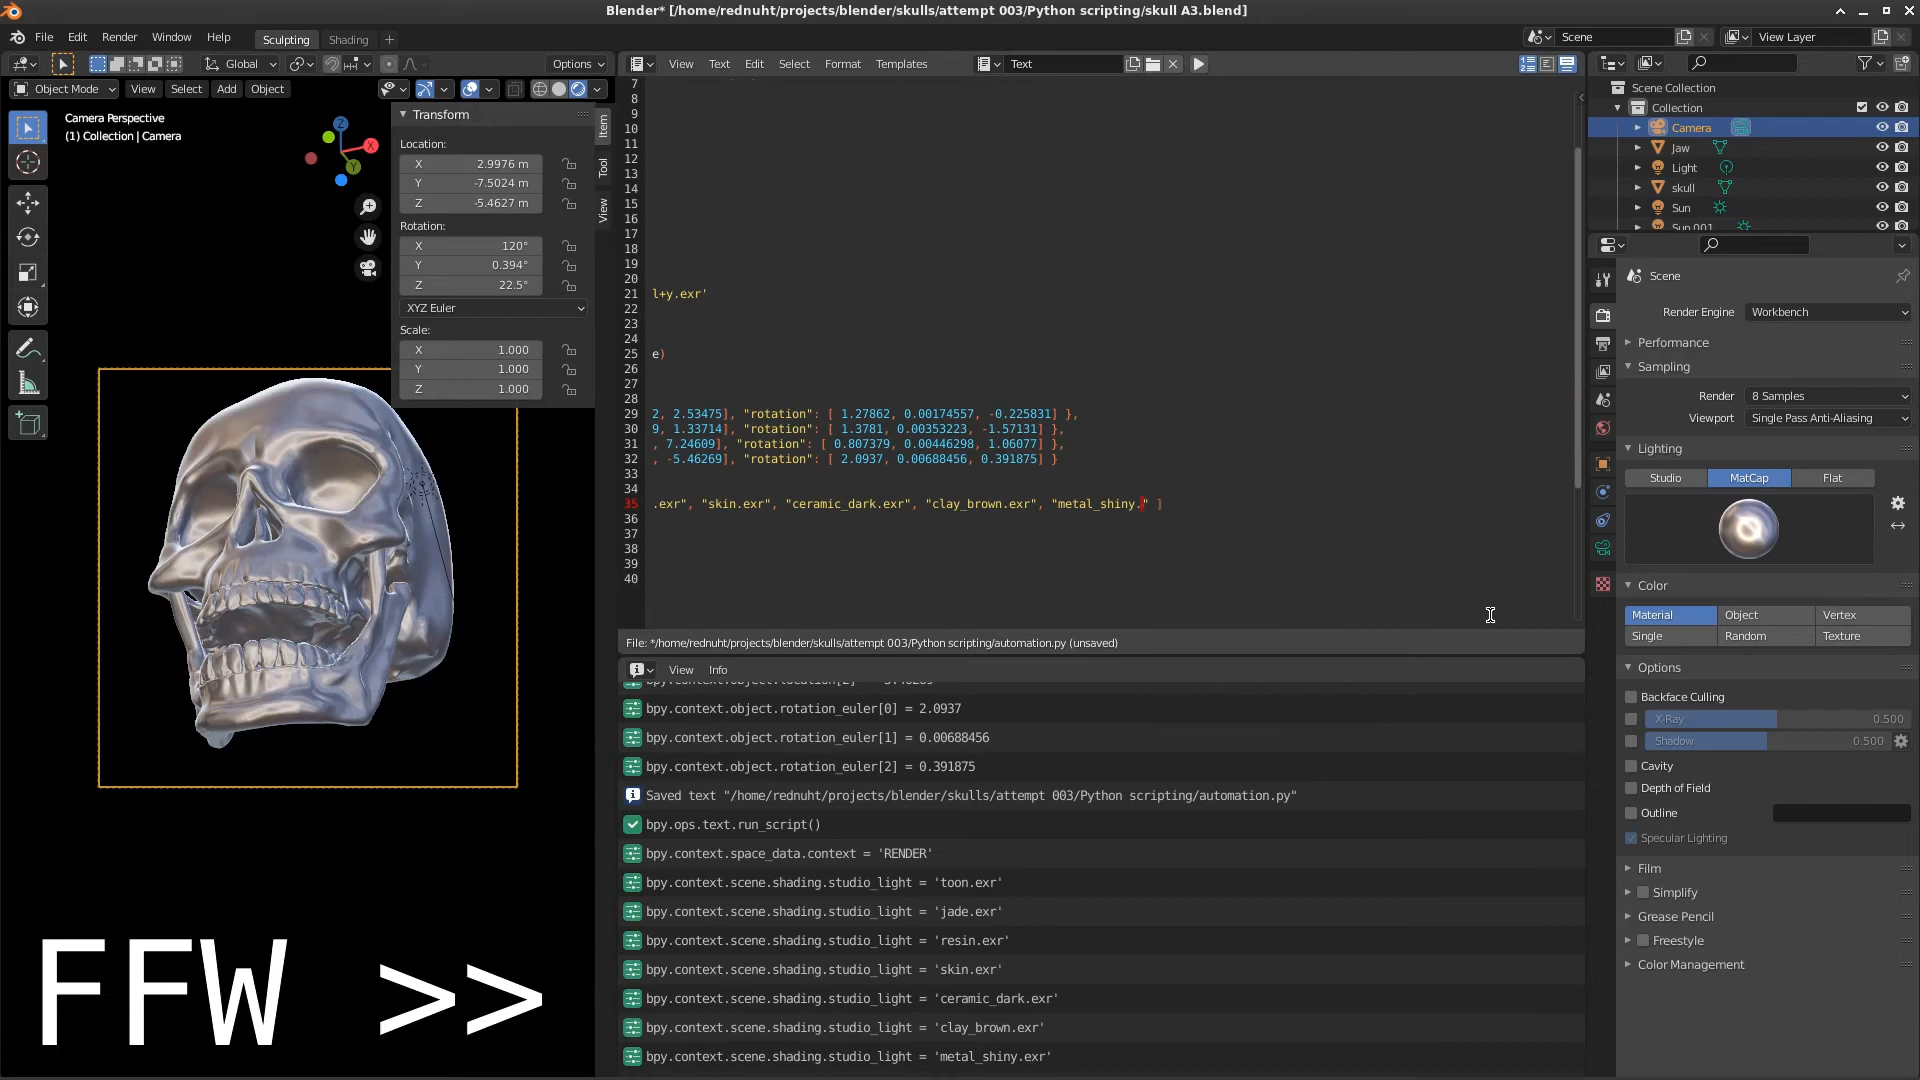 Blender* [/home/rednuht/projects/blender/skulls/attempt 003/Python scripting/skull A3.blend]
File Edit Render Window Help Sculpting Shading + Scene View Layer
Global Options View Text Edit Select Format Templates Text
Object Mode View Select Add Object
Camera Perspective
(1) Collection | Camera
Z X Y
Transform
Location:
X 2.9976 m
Y -7.5024 m
Z -5.4627 m
Rotation:
X 120°
Y 0.394°
Z 22.5°
XYZ Euler
Scale:
X 1.000
Y 1.000
Z 1.000
Item
Tool
View
FFW >>
7
8
9
10
11
12
13
14
15
16
17
18
19
20
21 l+y.exr'
22
23
24
25 e)
26
27
28
29 2, 2.53475], "rotation": [ 1.27862, 0.00174557, -0.225831] },
30 9, 1.33714], "rotation": [ 1.3781, 0.00353223, -1.57131] },
31 , 7.24609], "rotation": [ 0.807379, 0.00446298, 1.06077] },
32 , -5.46269], "rotation": [ 2.0937, 0.00688456, 0.391875] }
33
34
35 .exr", "skin.exr", "ceramic_dark.exr", "clay_brown.exr", "metal_shiny." ]
36
37
38
39
40
File: */home/rednuht/projects/blender/skulls/attempt 003/Python scripting/automation.py (unsaved)
View Info
bpy.context.object.rotation_euler[0] = 2.0937
bpy.context.object.rotation_euler[1] = 0.00688456
bpy.context.object.rotation_euler[2] = 0.391875
Saved text "/home/rednuht/projects/blender/skulls/attempt 003/Python scripting/automation.py"
bpy.ops.text.run_script()
bpy.context.space_data.context = 'RENDER'
bpy.context.scene.shading.studio_light = 'toon.exr'
bpy.context.scene.shading.studio_light = 'jade.exr'
bpy.context.scene.shading.studio_light = 'resin.exr'
bpy.context.scene.shading.studio_light = 'skin.exr'
bpy.context.scene.shading.studio_light = 'ceramic_dark.exr'
bpy.context.scene.shading.studio_light = 'clay_brown.exr'
bpy.context.scene.shading.studio_light = 'metal_shiny.exr'
Scene Collection
Collection
Camera
Jaw
Light
skull
Sun
Sun.001
Scene
Render Engine Workbench
Performance
Sampling
Render 8 Samples
Viewport Single Pass Anti-Aliasing
Lighting
Studio MatCap Flat
Color
Material Object Vertex
Single Random Texture
Options
Backface Culling
X-Ray 0.500
Shadow 0.500
Cavity
Depth of Field
Outline
Specular Lighting
Film
Simplify
Grease Pencil
Freestyle
Color Management